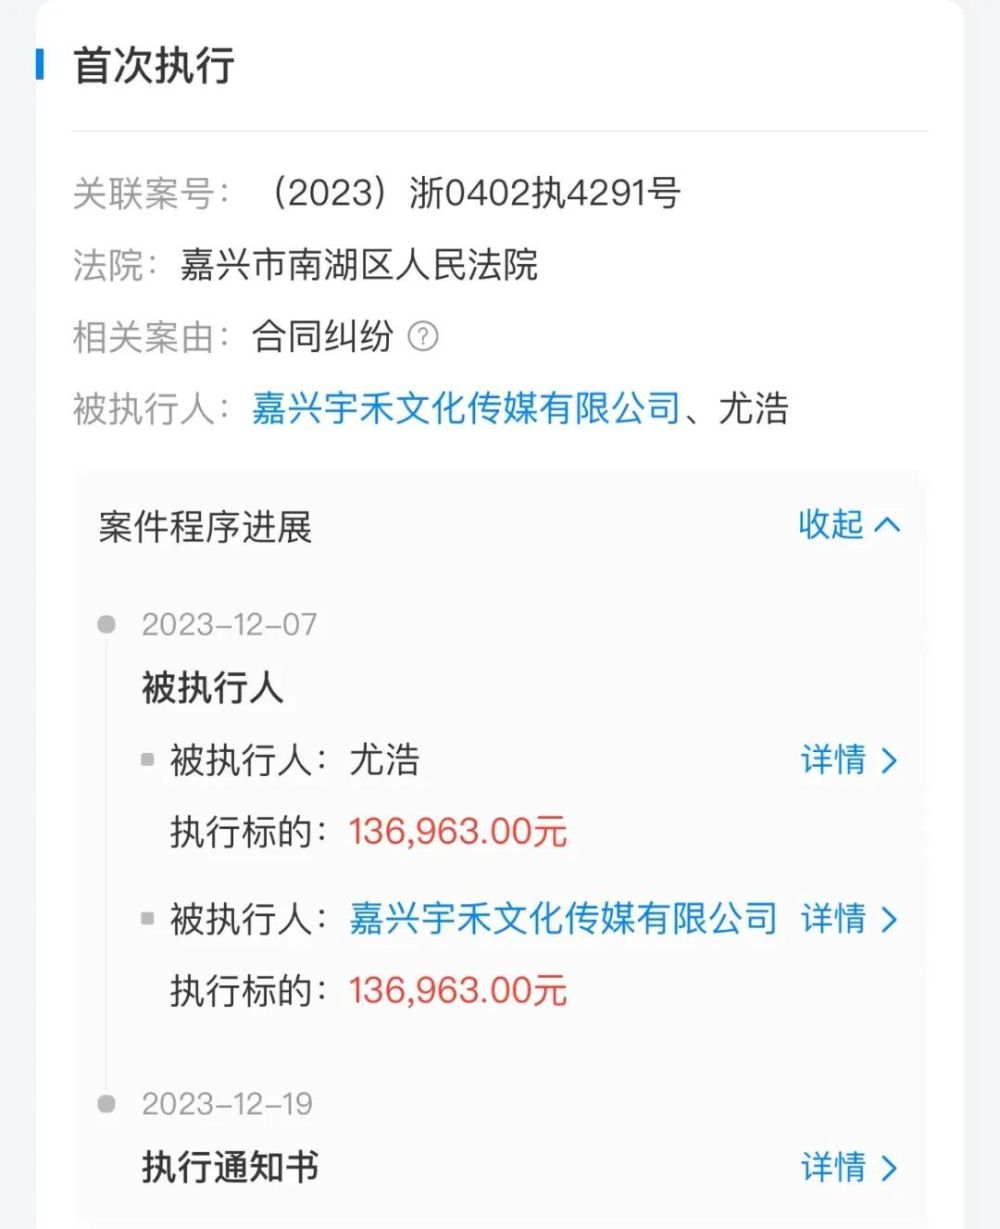 首次执行
关联案号：（2023）浙0402执4291号
法院：嘉兴市南湖区人民法院
相关案由：合同纠纷 ?
被执行人：嘉兴宇禾文化传媒有限公司、尤浩
案件程序进展 收起
2023-12-07
被执行人
被执行人：尤浩 详情
执行标的：136,963.00元
被执行人：嘉兴宇禾文化传媒有限公司 详情
执行标的：136,963.00元
2023-12-19
执行通知书 详情